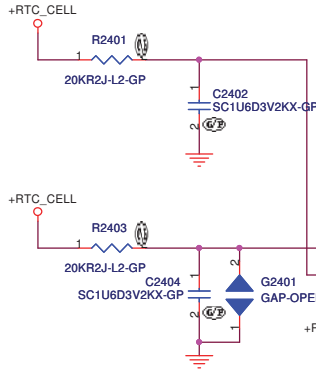 +RTC_CELL
R2401
1
20KR2J-L2-GP
1
C2402
SC1U6D3V2KX-GP
2
+RTC_CELL
R2403
1
20KR2J-L2-GP
1
2
C2404
G2401
SC1U6D3V2KX-GP
GAP-OPE
2
1